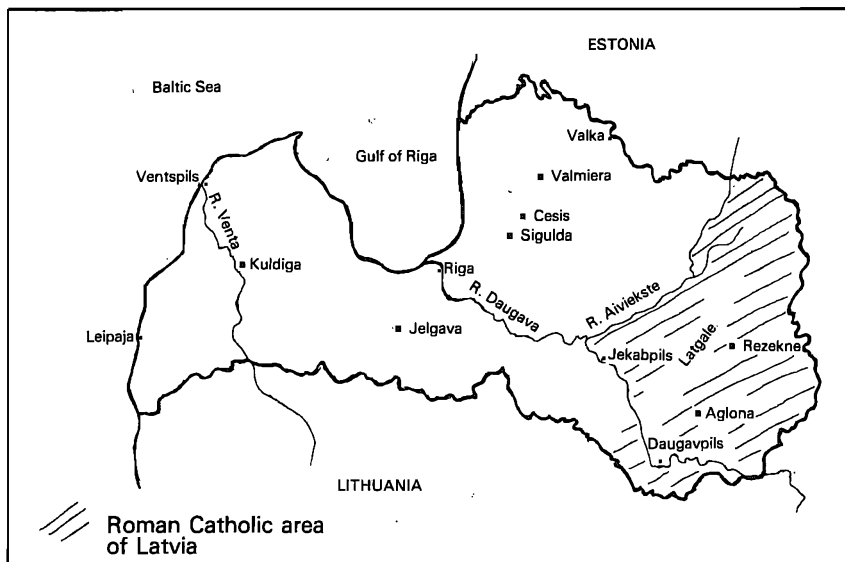 ESTONIA
Baltic Sea
Valka
Gulf of Riga
Ventspils
Valmiera
R. Venta
Cesis
Sigulda
Kuldiga
Riga
R. Daugava
R. Aiviekste
Leipaja
Jelgava
Jekabpils
Latgale
Rezekne
Aglona
Daugavpils
LITHUANIA
Roman Catholic area
of Latvia